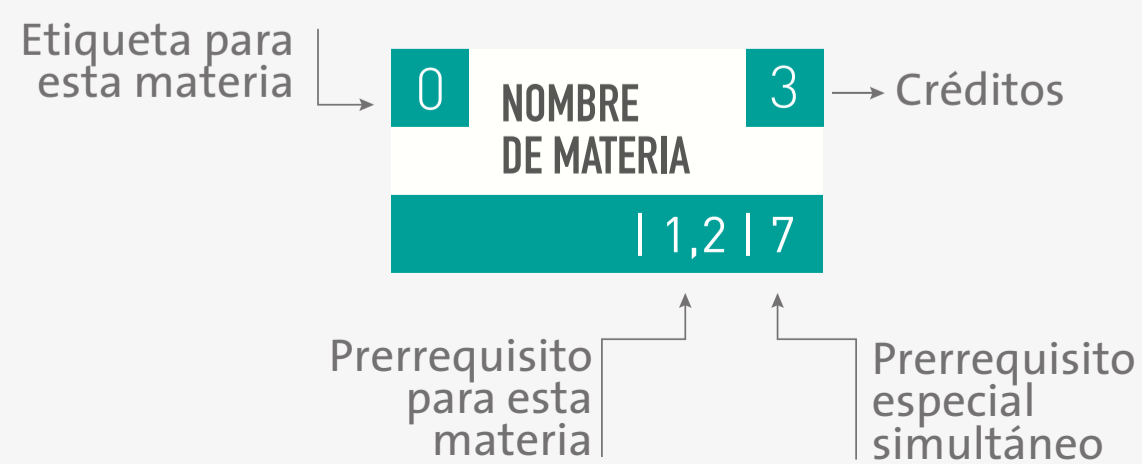 Etiqueta para
esta materia
0
NOMBRE
DE MATERIA
3
Créditos
| 1,2 | 7
Prerrequisito
para esta
materia
Prerrequisito
especial
simultáneo